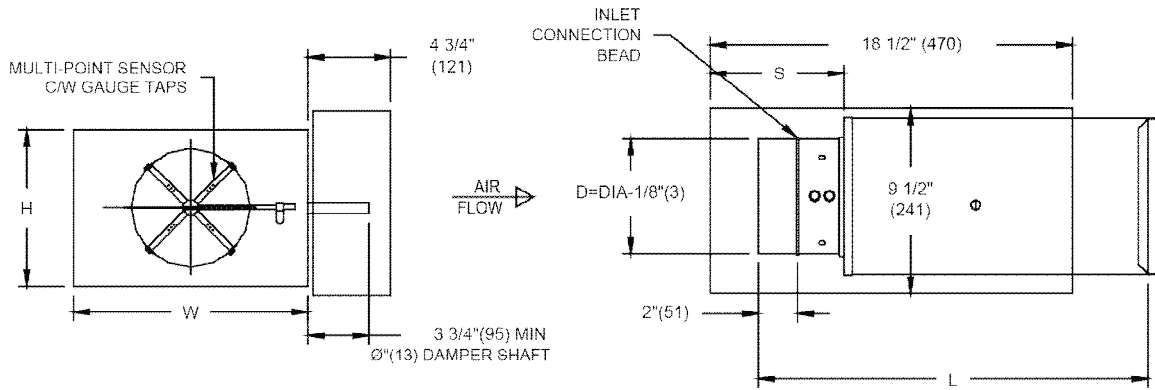 INLET
CONNECTION
BEAD
18 1/2" (470)
4 3/4"
(121)
MULTI-POINT SENSOR
C/W GAUGE TAPS
S
H
AIR
FLOW
D=DIA-1/8"(3)
9 1/2"
(241)
W
2"(51)
3 3/4"(95) MIN
Ø"(13) DAMPER SHAFT
L